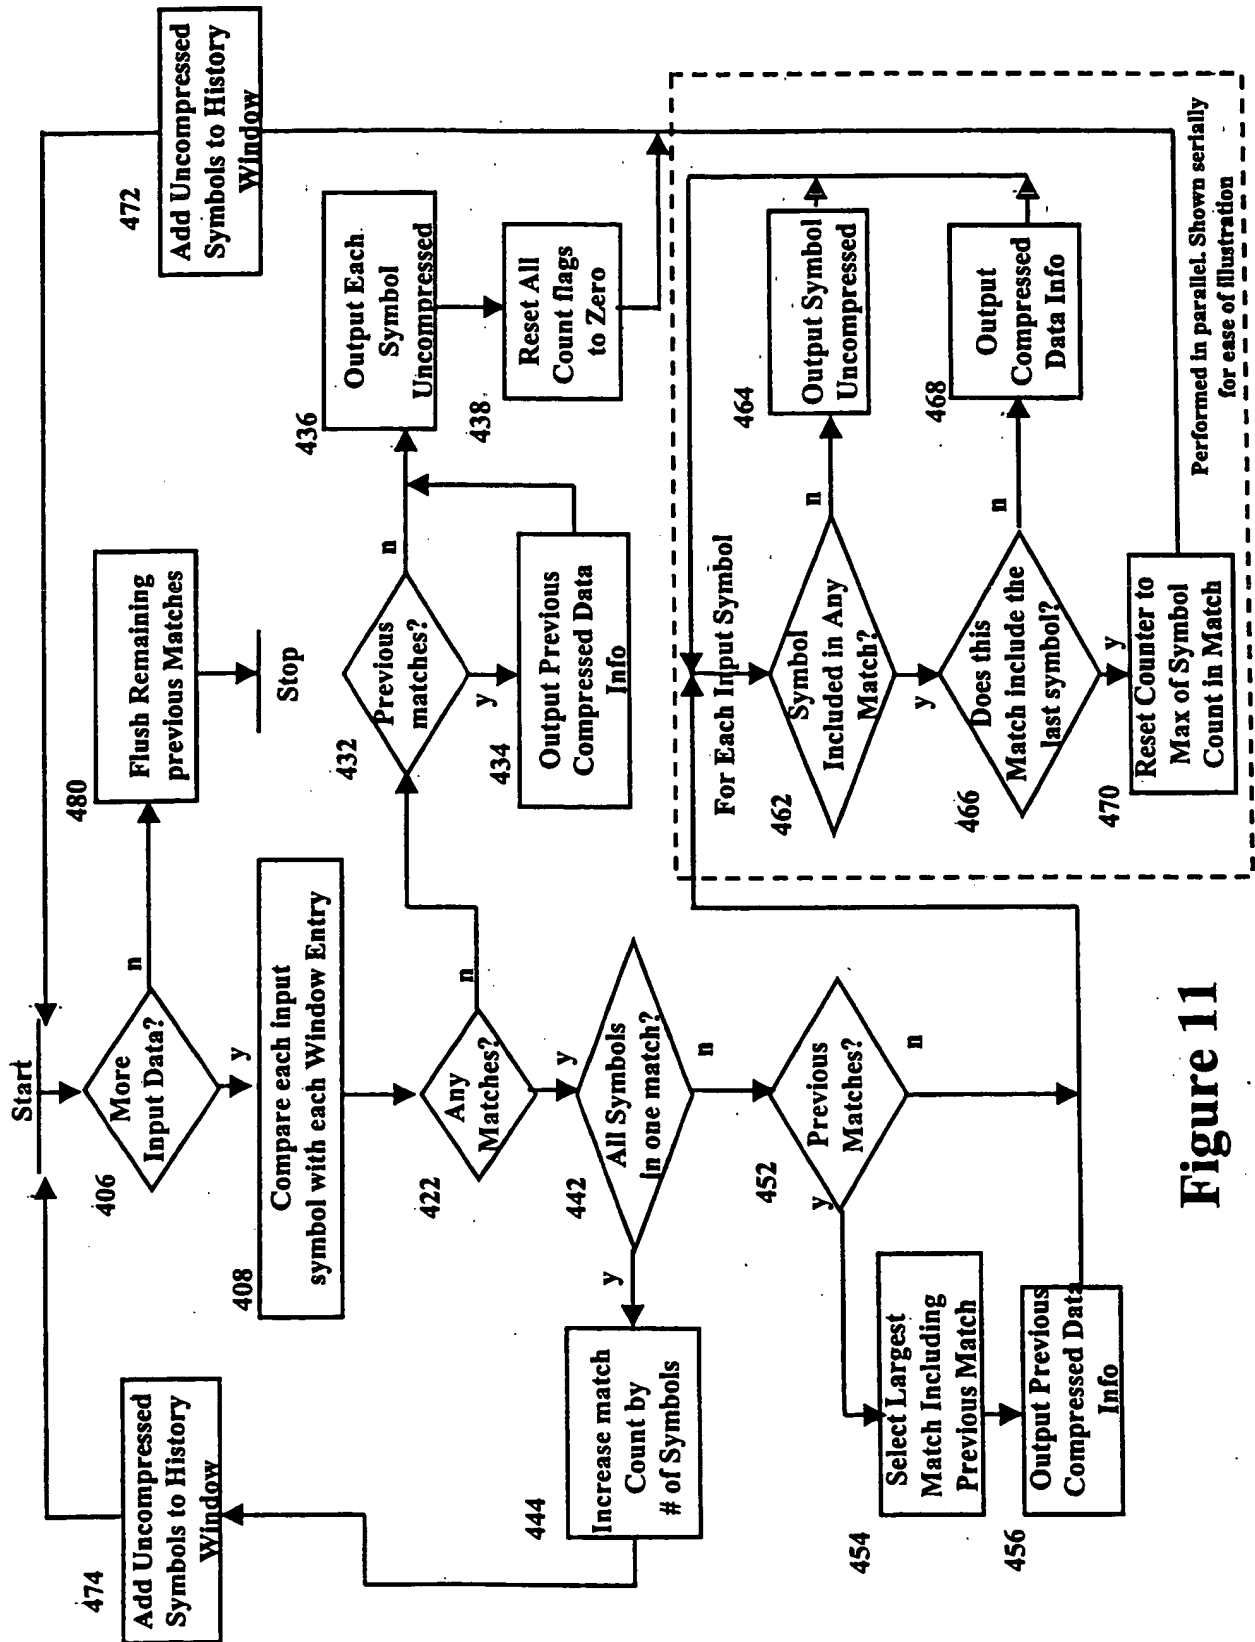 Start
406
More
Input Data?
n
y
480
Flush Remaining
previous Matches
Stop
472
Add Uncompressed
Symbols to History
Window
474
Add Uncompressed
Symbols to History
Window
408
Compare each input
symbol with each Window Entry
422
Any
Matches?
n
y
432
Previous
matches?
n
y
434
Output Previous
Compressed Data
Info
436
Output Each
Symbol
Uncompressed
438
Reset All
Count flags
to Zero
442
All Symbols
in one match?
y
n
444
Increase match
Count by
# of Symbols
452
Previous
Matches?
y
n
454
Select Largest
Match Including
Previous Match
456
Output Previous
Compressed Data
Info
For Each Input Symbol
462
Symbol
Included in Any
Match?
n
y
464
Output Symbol
Uncompressed
466
Does this
Match include the
last symbol?
n
y
468
Output
Compressed
Data Info
470
Reset Counter to
Max of Symbol
Count in Match
Performed in parallel. Shown serially
for ease of illustration
Figure 11